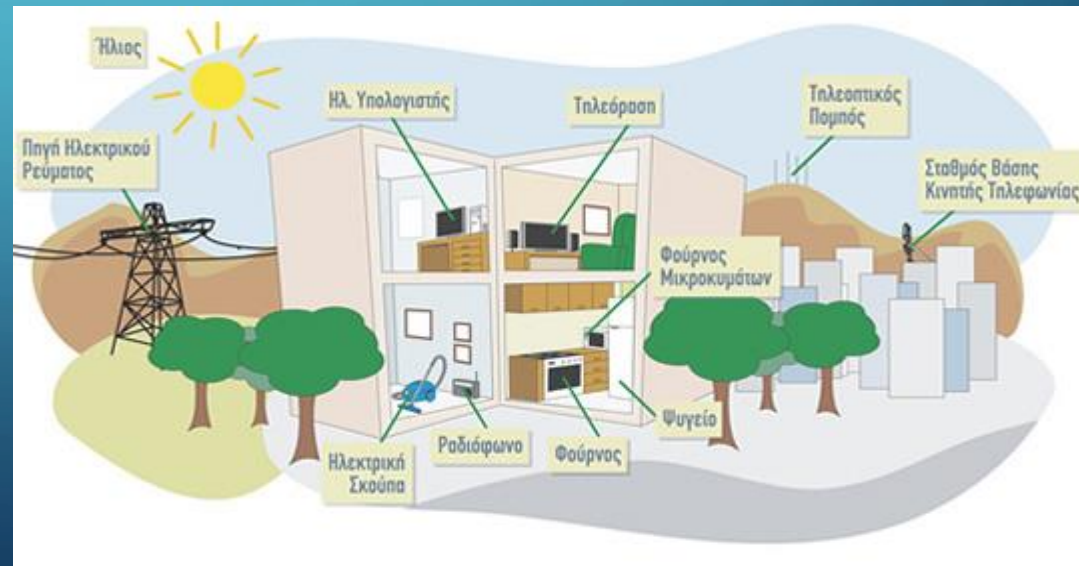 Ήλιος
Ηλ. Υπολογιστής
Τηλεόραση
Τηλεοπτικός
Πομπός
Πηγή Ηλεκτρικού
Ρεύματος
Σταθμός Βάσης
Κινητής Τηλεφωνίας
Φούρνος
Μικροκυμάτων
Ψυγείο
Ραδιόφωνο
Φούρνος
Ηλεκτρική
Σκούπα